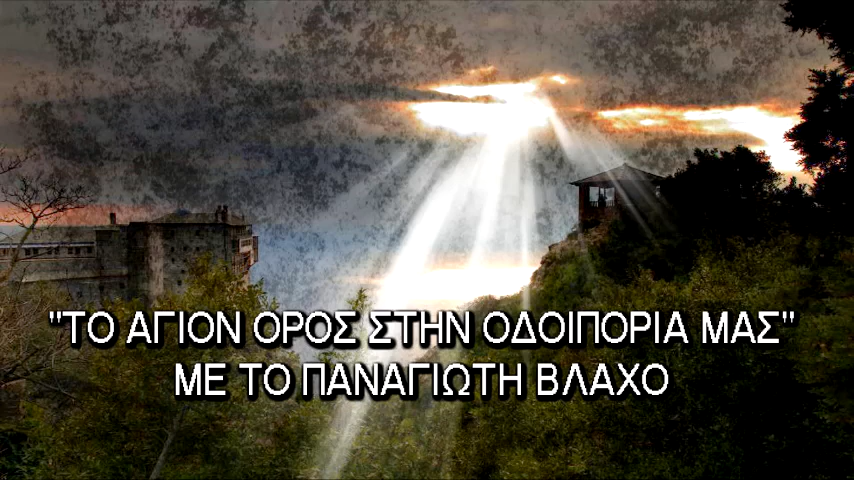 "ΤΟ ΑΓΙΟΝ ΟΡΟΣ ΣΤΗΝ ΟΔΟΙΠΟΡΙΑ ΜΑΣ"
ΜΕ ΤΟ ΠΑΝΑΓΙΩΤΗ ΒΛΑΧΟ